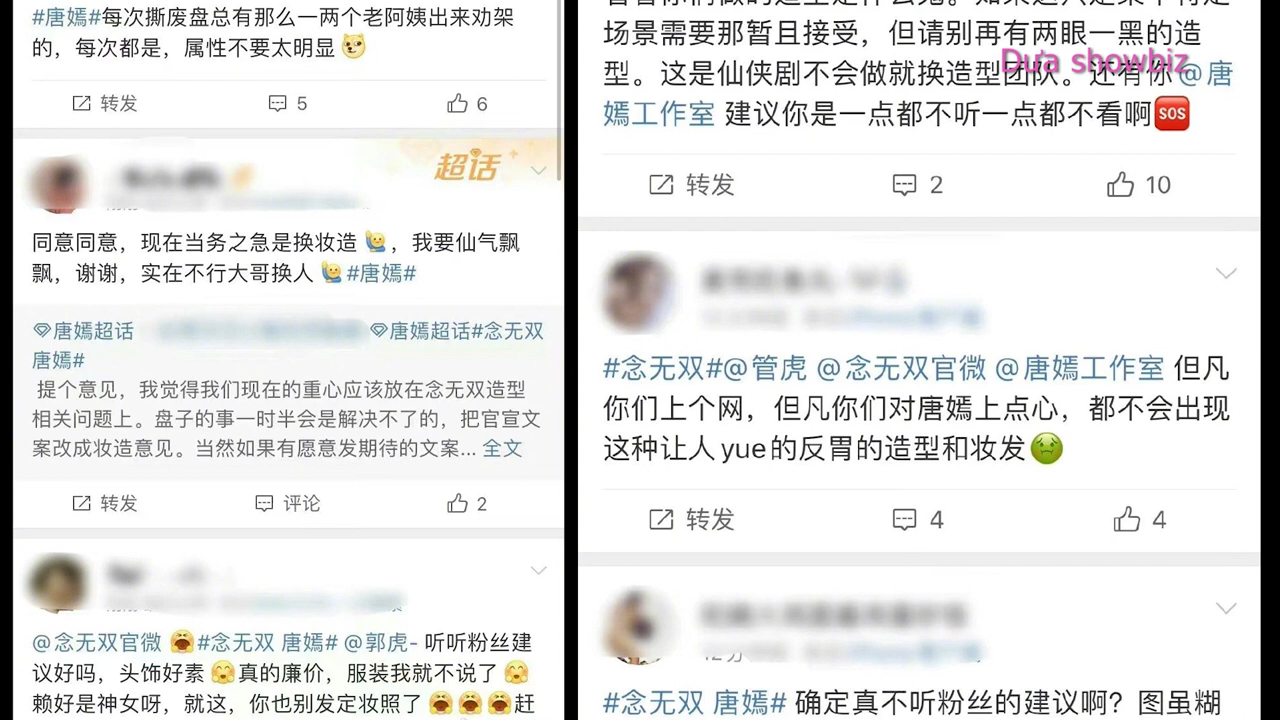 #唐嫣#每次撕废盘总有那么一两个老阿姨出来劝架
的，每次都是，属性不要太明显
转发 5 6
超话
同意同意，现在当务之急是换妆造，我要仙气飘
飘，谢谢，实在不行大哥换人#唐嫣#
唐嫣超话 唐嫣超话#念无双
唐嫣#
提个意见，我觉得我们现在的重心应该放在念无双造型
相关问题上。盘子的事一时半会是解决不了的，把官宣文
案改成妆造意见。当然如果有愿意发期待的文案... 全文
转发 评论 2
@念无双官微 #念无双 唐嫣# @郭虎- 听听粉丝建
议好吗，头饰好素 真的廉价，服装我就不说了
赖好是神女呀，就这，你也别发定妆照了 赶
场景需要那暂且接受，但请别再有两眼一黑的造
Dưa showbiz
型。这是仙侠剧不会做就换造型团队。还有你@唐
嫣工作室 建议你是一点都不听一点都不看啊SOS
转发 2 10
#念无双#@管虎 @念无双官微 @唐嫣工作室 但凡
你们上个网，但凡你们对唐嫣上点心，都不会出现
这种让人yue的反胃的造型和妆发
转发 4 4
#念无双 唐嫣# 确定真不听粉丝的建议啊？图虽糊